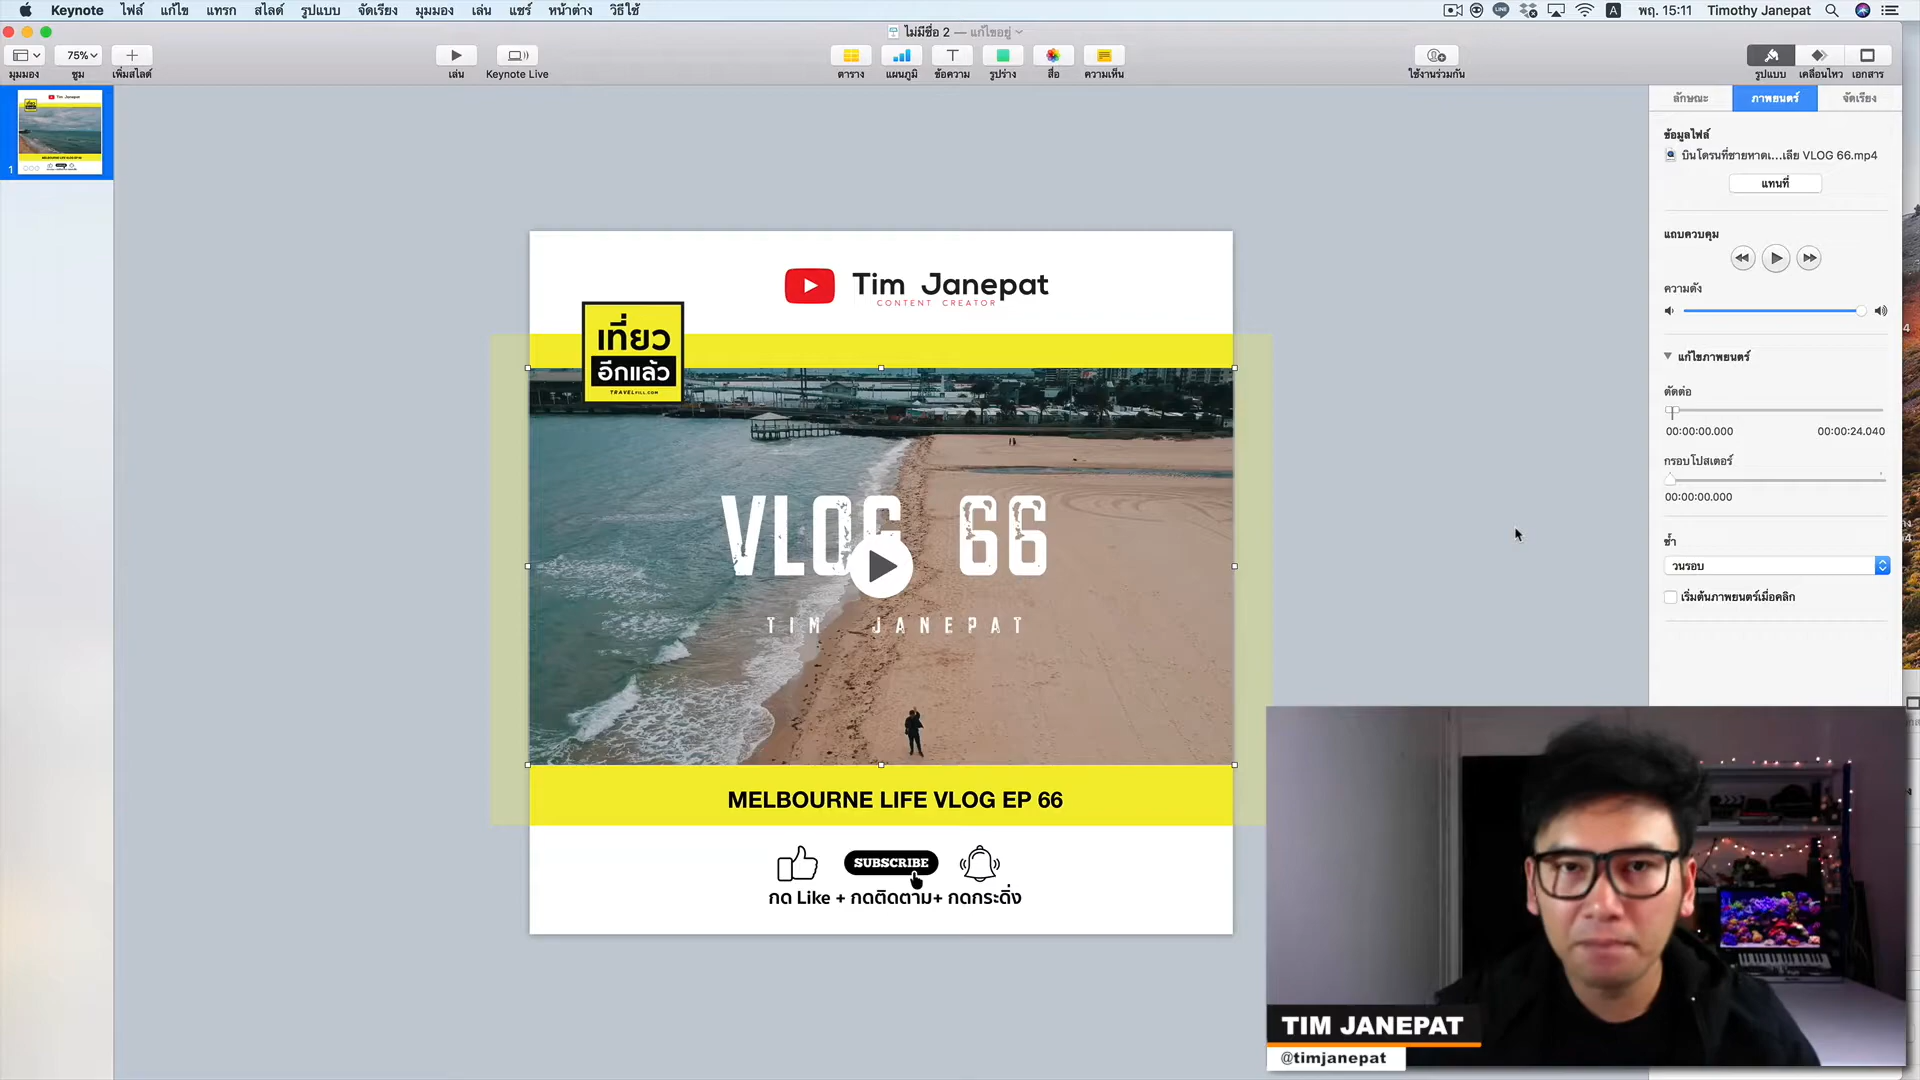 Keynote ไฟล์ แก้ไข แทรก สไลด์ รูปแบบ จัดเรียง มุมมอง เล่น แชร์ หน้าต่าง วิธีใช้
LINE A พฤ. 15:11 Timothy Janepat
ไม่มีชื่อ 2 — แก้ไขอยู่
75%
มุมมอง ซูม เพิ่มสไลด์ เล่น Keynote Live ตาราง แผนภูมิ ข้อความ รูปร่าง สื่อ ความเห็น ใช้งานร่วมกัน รูปแบบ เคลื่อนไหว เอกสาร
ลักษณะ ภาพยนตร์ จัดเรียง
1
ข้อมูลไฟล์
บินโดรนที่ชายหาดเ...เลีย VLOG 66.mp4
แทนที่
แถบควบคุม
ความดัง
แก้ไขภาพยนตร์
ตัดต่อ
00:00:00.000 00:00:24.040
กรอบโปสเตอร์
00:00:00.000
ซ้ำ
วนรอบ
เริ่มต้นภาพยนตร์เมื่อคลิก
Tim Janepat
CONTENT CREATOR
เที่ยว
อีกแล้ว
TRAVELFILL.COM
VLOG 66
TIM JANEPAT
MELBOURNE LIFE VLOG EP 66
SUBSCRIBE
กด Like + กดติดตาม+ กดกระดิ่ง
TIM JANEPAT
@timjanepat